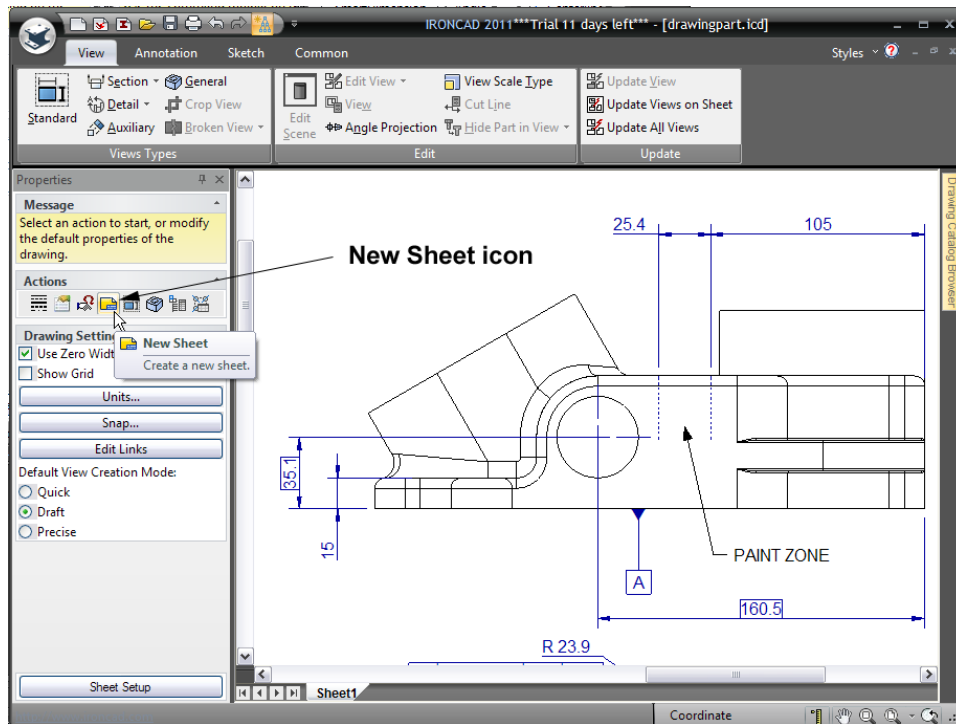 IRONCAD 2011***Trial 11 days left*** - [drawingpart.icd]
View Annotation Sketch Common Styles
Standard
Section
Detail
Auxiliary
General
Crop View
Broken View
Views Types
Edit Scene
Edit View
View
Angle Projection
View Scale Type
Cut Line
Hide Part in View
Edit
Update View
Update Views on Sheet
Update All Views
Update
Properties
Message
Select an action to start, or modify
the default properties of the
drawing.
Actions
New Sheet icon
New Sheet
Create a new sheet.
Drawing Setting
Use Zero Widt
Show Grid
Units...
Snap...
Edit Links
Default View Creation Mode:
Quick
Draft
Precise
Sheet Setup
25.4
105
35.1
15
PAINT ZONE
A
160.5
R 23.9
Sheet1
Drawing Catalog Browser
Coordinate